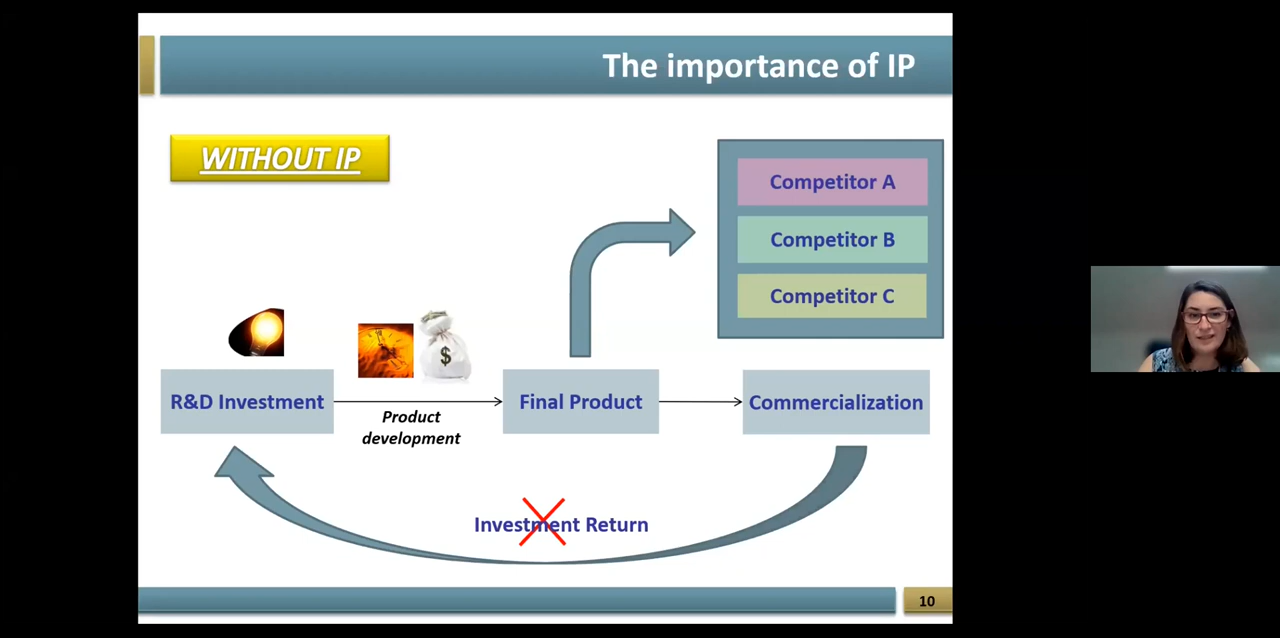 The importance of IP
WITHOUT IP
Competitor A
Competitor B
Competitor C
$
R&D Investment
Product
development
Final Product
Commercialization
Investment Return
10